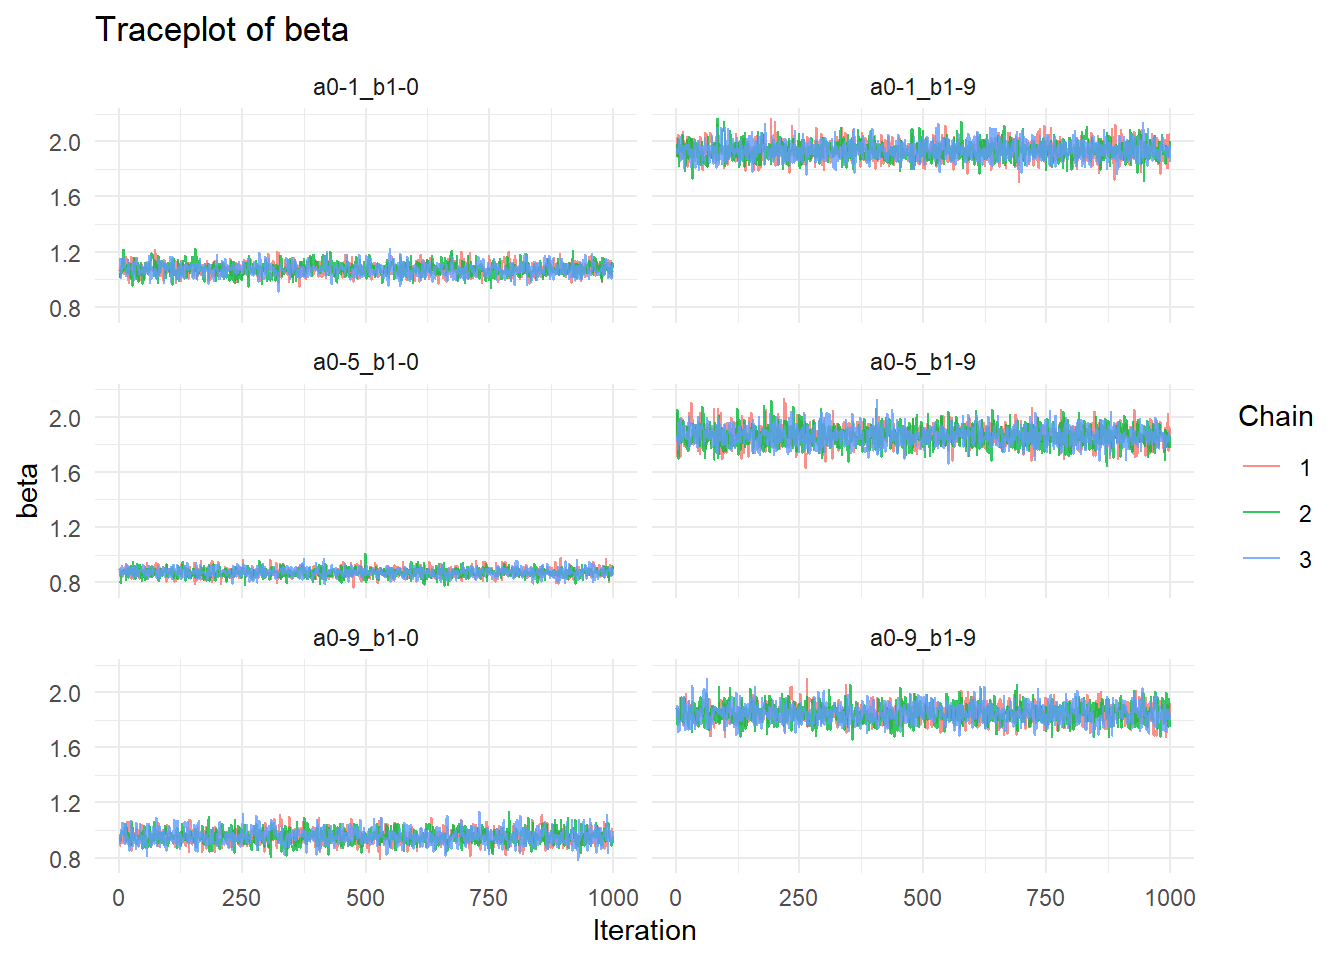 Traceplot of beta
a0-1_b1-0
a0-1_b1-9
2.0
1.6
1.2
0.8
a0-5_b1-0
a0-5_b1-9
2.0
1.6
1.2
0.8
a0-9_b1-0
a0-9_b1-9
2.0
1.6
1.2
0.8
0 250 500 750 1000
0 250 500 750 1000
Iteration
beta
Chain
1
2
3